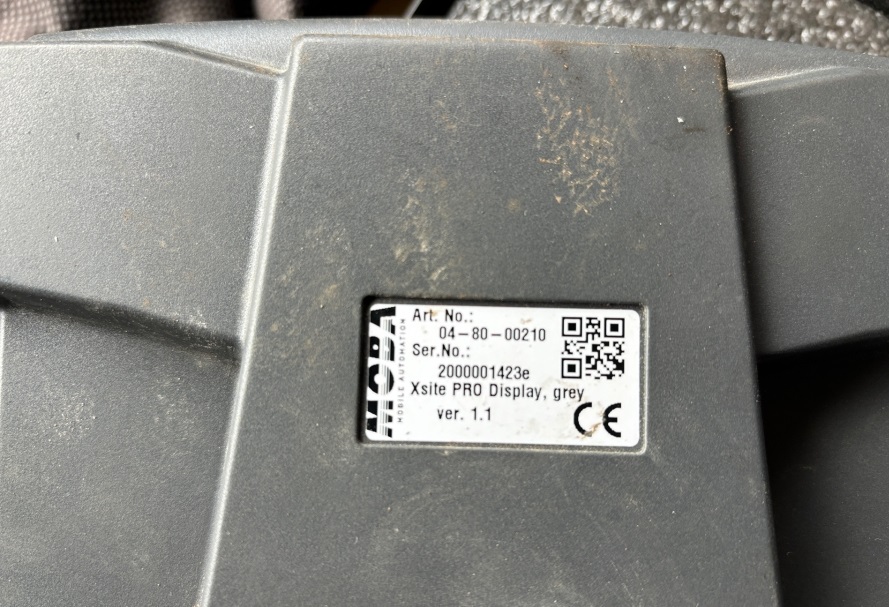 MOBA
MOBILE AUTOMATION
Art. No.:
04-80-00210
Ser.No.:
2000001423e
Xsite PRO Display, grey
ver. 1.1
CE